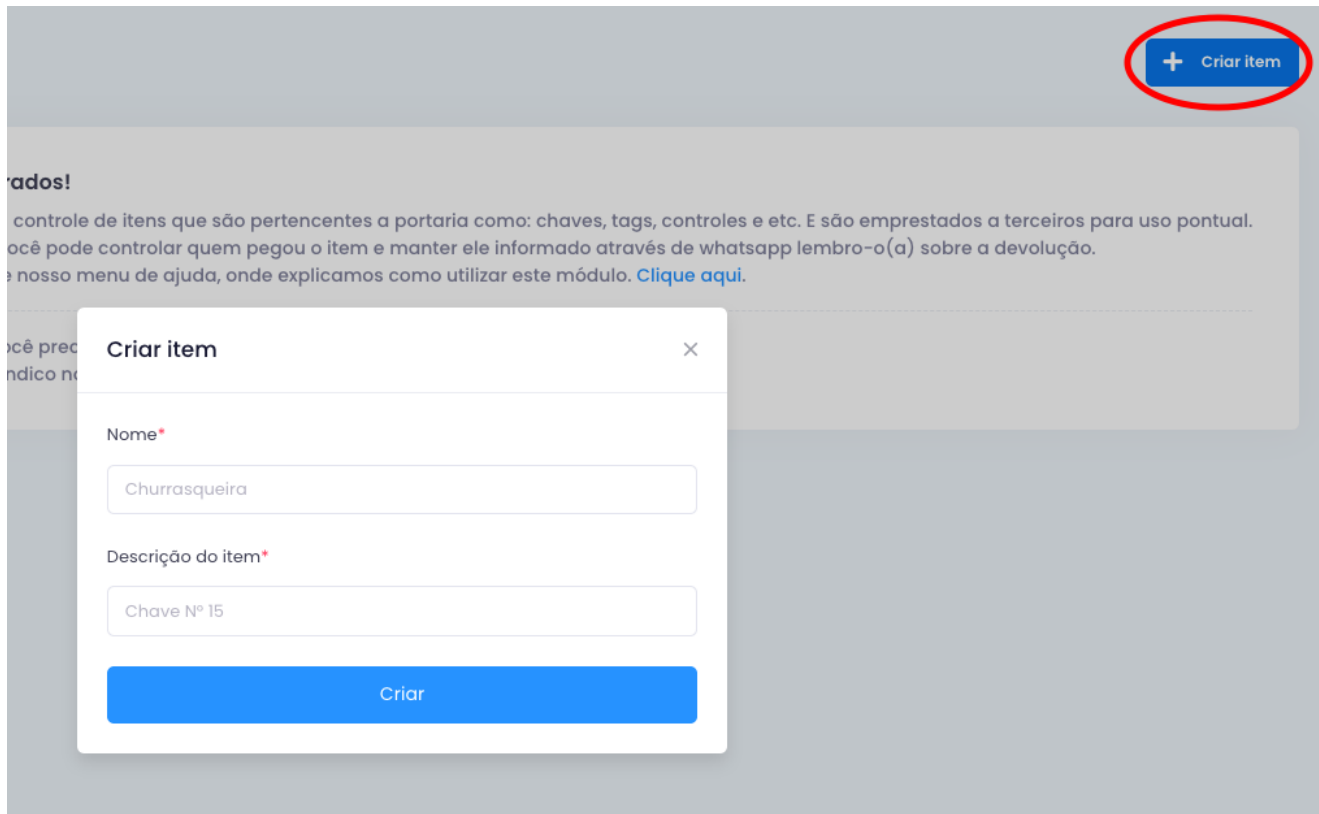 Criar item
rados!
controle de itens que são pertencentes a portaria como: chaves, tags, controles e etc. E são emprestados a terceiros para uso pontual.
ocê pode controlar quem pegou o item e manter ele informado através de whatsapp lembro-o(a) sobre a devolução.
e nosso menu de ajuda, onde explicamos como utilizar este módulo. Clique aqui.
ocê prec
ndico no
Criar item
Nome*
Churrasqueira
Descrição do item*
Chave Nº 15
Criar